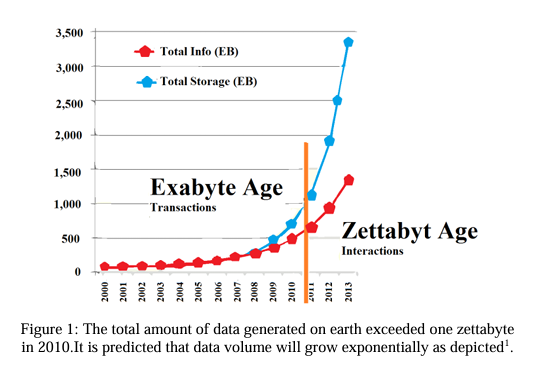 3,500
3,000
2,500
2,000
1,500
1,000
500
0
Total Info (EB)
Total Storage (EB)
Exabyte Age
Transactions
Zettabyt Age
Interactions
2000
2001
2002
2003
2004
2005
2006
2007
2008
2009
2010
2011
2012
2013
Figure 1: The total amount of data generated on earth exceeded one zettabyte
in 2010.It is predicted that data volume will grow exponentially as depicted¹.